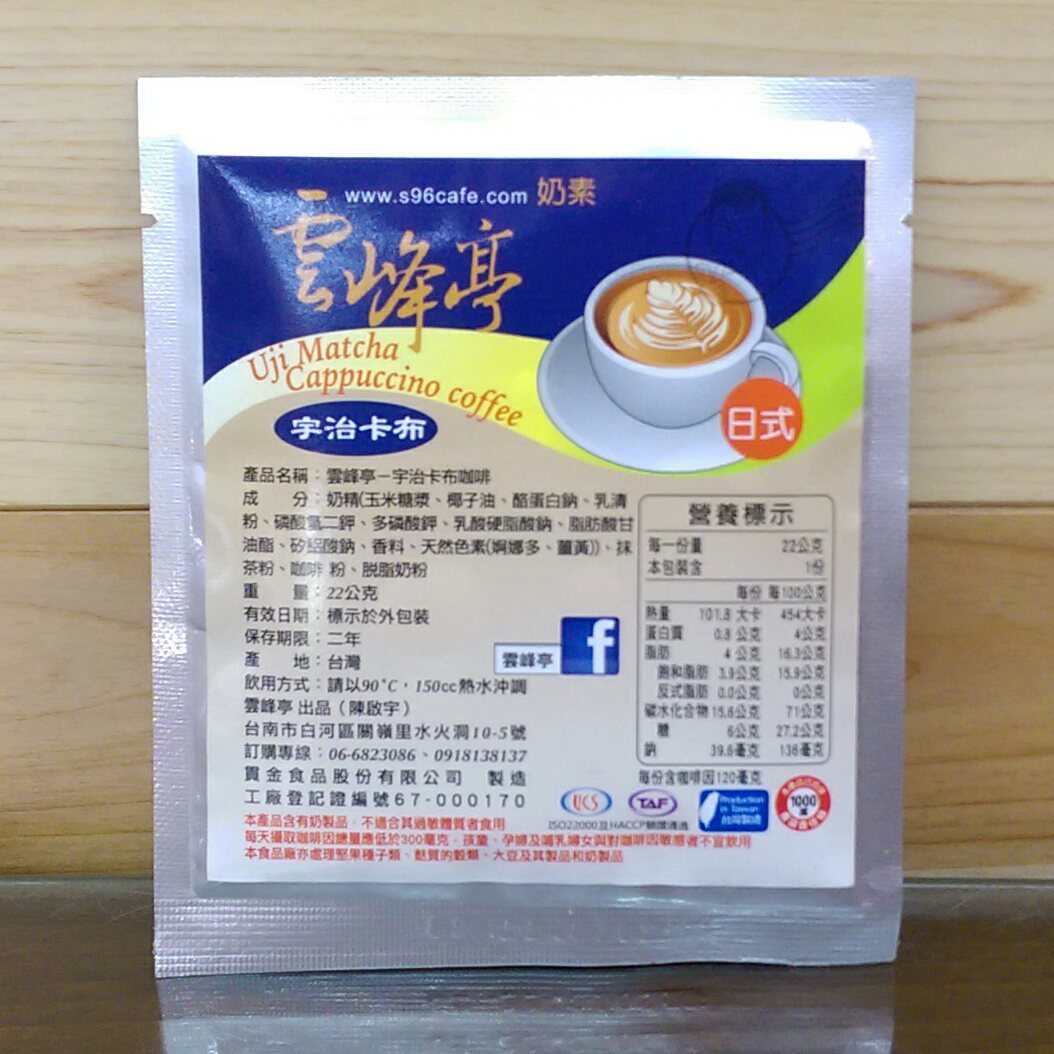 www.s96cafe.com 奶素
雲峰亭
Uji Matcha
Cappuccino coffee
宇治卡布
日式
產品名稱：雲峰亭－宇治卡布咖啡
成 分：奶精(玉米糖漿、椰子油、酪蛋白鈉、乳清
粉、磷酸氫二鉀、多磷酸鉀、乳酸硬脂酸鈉、脂肪酸甘
油酯、矽鋁酸鈉、香料、天然色素(婀娜多、薑黃))、抹
茶粉、咖啡 粉、脱脂奶粉
重 量：22公克
有效日期：標示於外包裝
保存期限：二年
產 地：台灣
飲用方式：請以90°C，150cc熱水沖調
雲峰亭 出品（陳啟宇）
台南市白河區關嶺里水火洞10-5號
訂購專線：06-6823086、0918138137
貫金食品股份有限公司 製造
工廠登記證編號67-000170
雲峰亭
f
營養標示
每一份量 22公克
本包裝含 1份
每份 每100公克
熱量 101.8 大卡 454大卡
蛋白質 0.8 公克 4公克
脂肪 4 公克 18.3公克
飽和脂肪 3.9公克 15.9公克
反式脂肪 0.0公克 0公克
碳水化合物 15.6公克 71公克
糖 6公克 27.2公克
鈉 39.6毫克 136毫克
每份含咖啡因120毫克
UCS
TAF
Production
in Taiwan
台灣製造
1000
萬
ISO22000及HACCP驗證通過
本產品含有奶製品，不適合其過敏體質者食用
每天攝取咖啡因總量應低於300毫克，孩童、孕婦及哺乳婦女與對咖啡因敏感者不宜飲用
本食品廠亦處理堅果種子類、麩質的穀類、大豆及其製品和奶製品